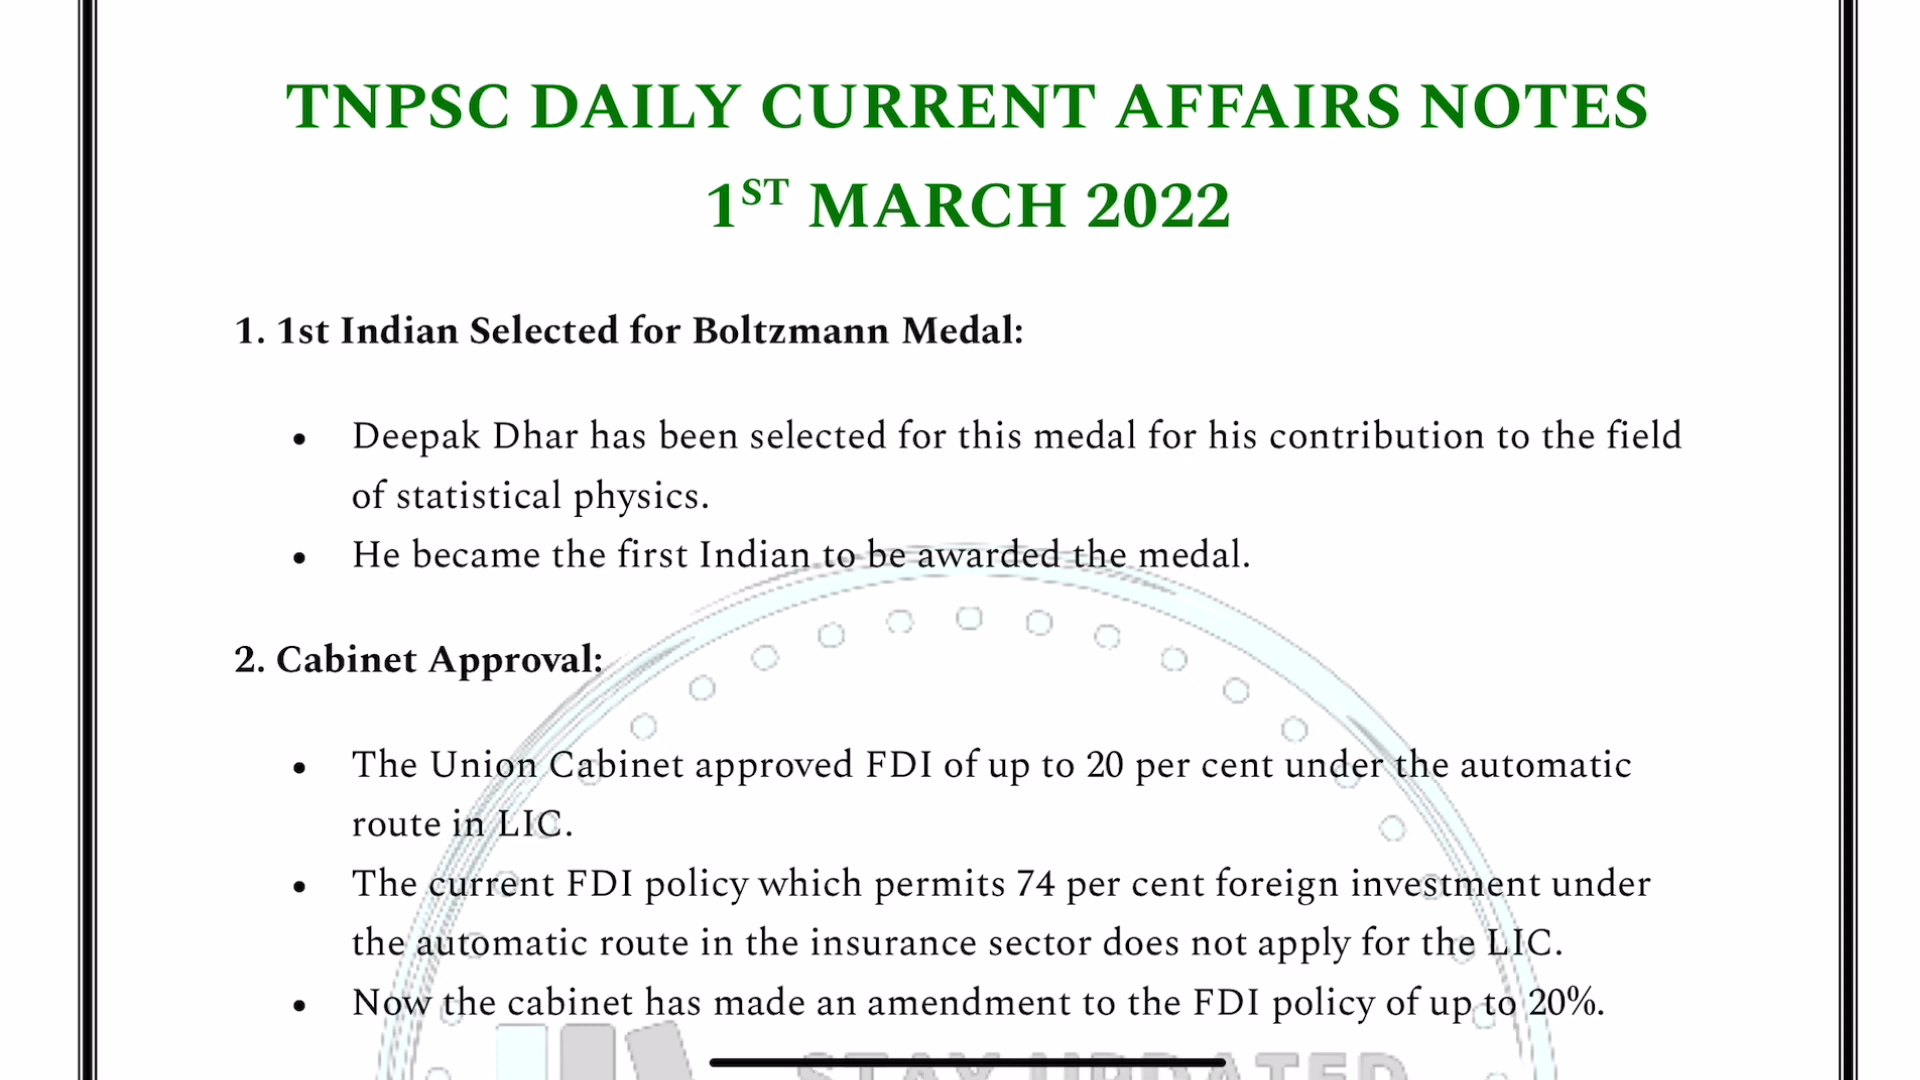 TNPSC DAILY CURRENT AFFAIRS NOTES
1ST MARCH 2022
1. 1st Indian Selected for Boltzmann Medal:
• Deepak Dhar has been selected for this medal for his contribution to the field
of statistical physics.
• He became the first Indian to be awarded the medal.
2. Cabinet Approval:
• The Union Cabinet approved FDI of up to 20 per cent under the automatic
route in LIC.
• The current FDI policy which permits 74 per cent foreign investment under
the automatic route in the insurance sector does not apply for the LIC.
• Now the cabinet has made an amendment to the FDI policy of up to 20%.
STAY UPDATED